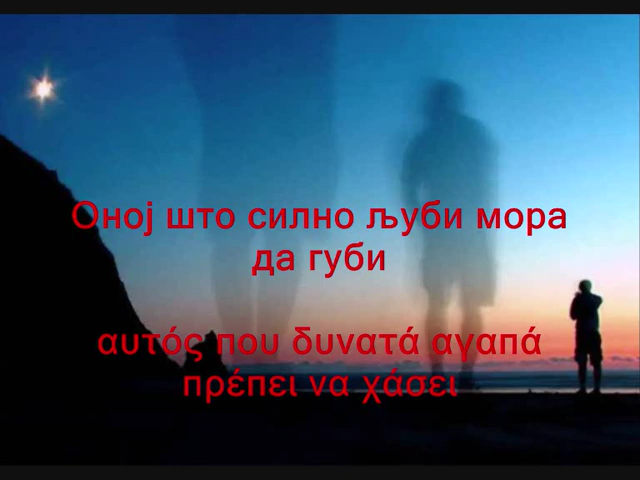 Оној што силно љуби мора
да губи
αυτός που δυνατά αγαπά
πρέπει να χάσει